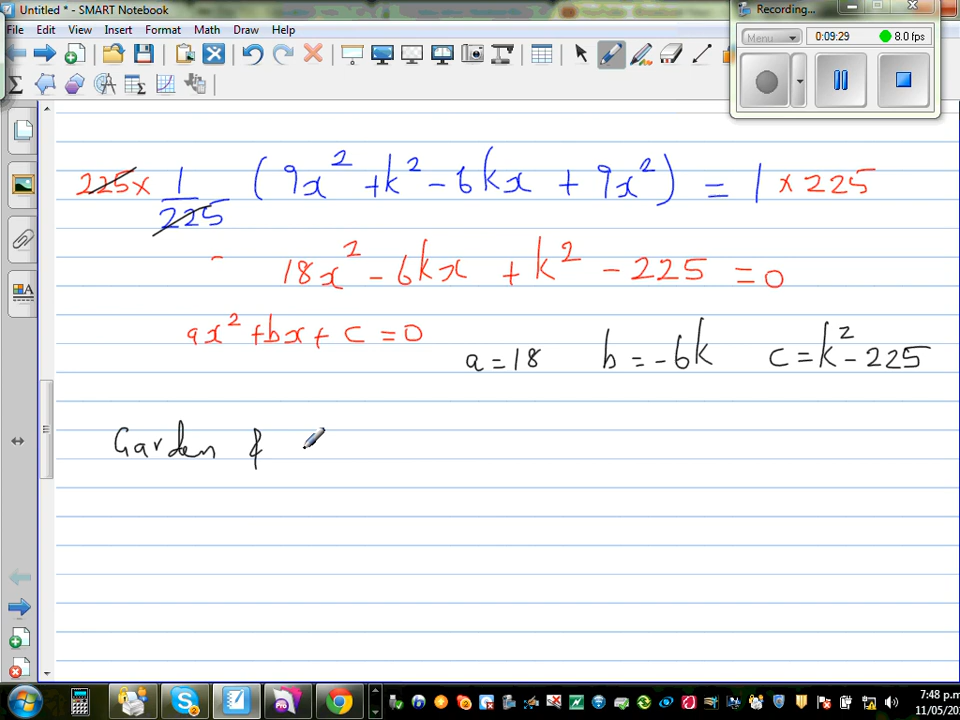 Untitled * - SMART Notebook
File Edit View Insert Format Math Draw Help
Recording...
Menu 0:09:29 8.0 fps
225 × 1/225 (9x² + k² - 6kx + 9x²) = 1 × 225
18x² - 6kx + k² - 225 = 0
ax² + bx + c = 0
a = 18 b = -6k c = k² - 225
Garden &
7:48 p.m
11/05/20